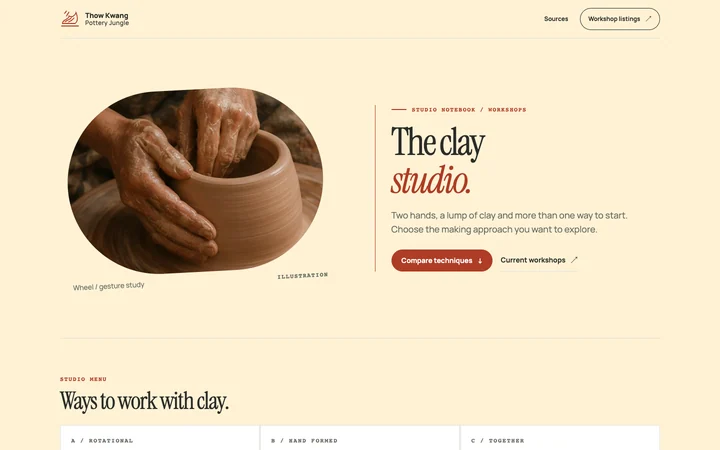 Thow Kwang
Pottery Jungle
Sources
Workshop listings ↗
STUDIO NOTEBOOK / WORKSHOPS
The clay
studio.
Two hands, a lump of clay and more than one way to start.
Choose the making approach you want to explore.
Compare techniques ↓
Current workshops ↗
ILLUSTRATION
Wheel / gesture study
STUDIO MENU
Ways to work with clay.
A / ROTATIONAL
B / HAND FORMED
C / TOGETHER